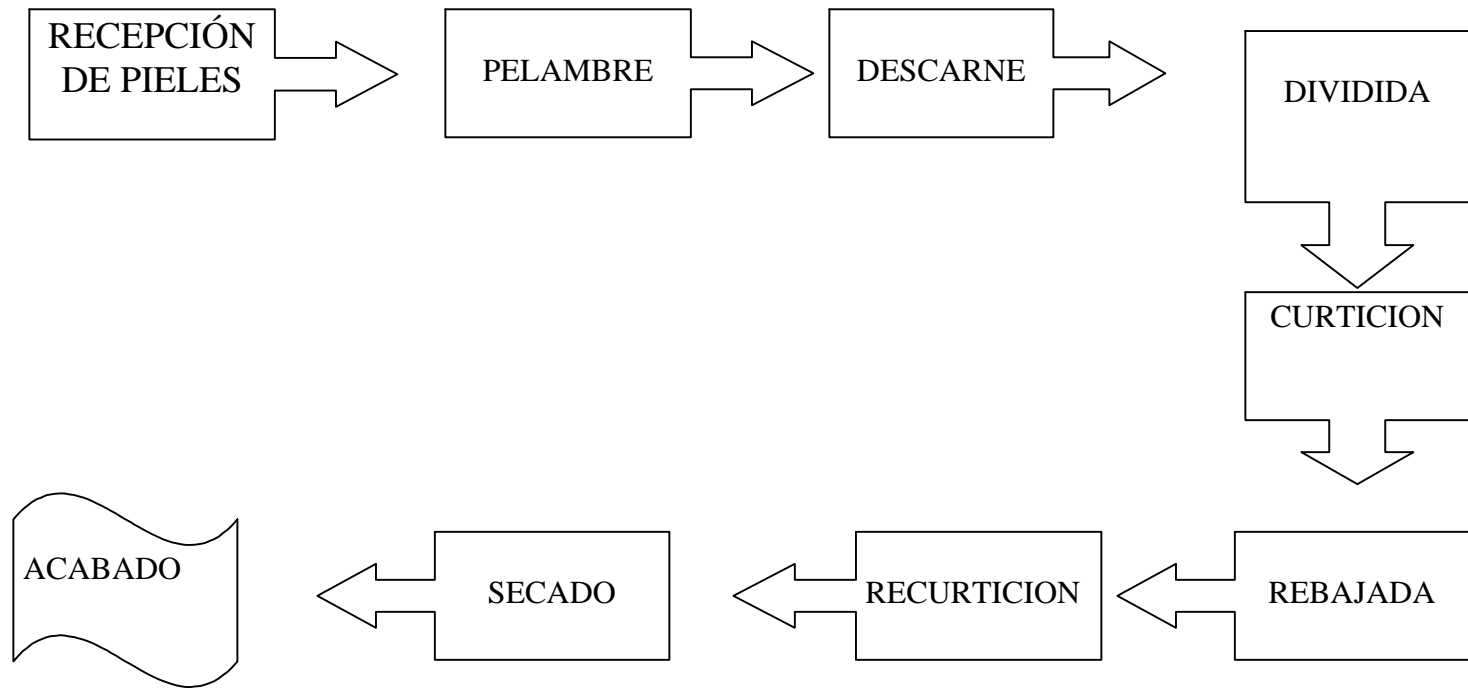 RECEPCIÓN
DE PIELES
PELAMBRE
DESCARNE
DIVIDIDA
CURTICION
REBAJADA
RECURTICION
SECADO
ACABADO